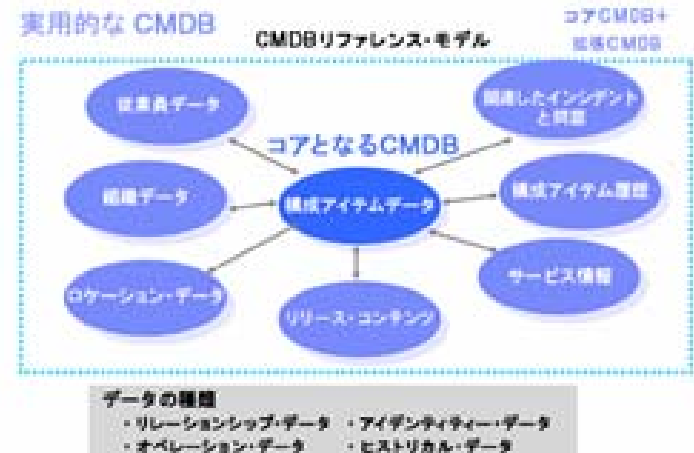 実用的な CMDB
CMDBリファレンス・モデル
コアCMDB+
拡張CMDB
従業員データ
関連したインシデント
と問題
コアとなるCMDB
組織データ
構成アイテムデータ
構成アイテム履歴
ロケーション・データ
サービス情報
リリース・コンテンツ
データの種類
・リレーションシップ・データ ・アイデンティティー・データ
・オペレーション・データ ・ヒストリカル・データ